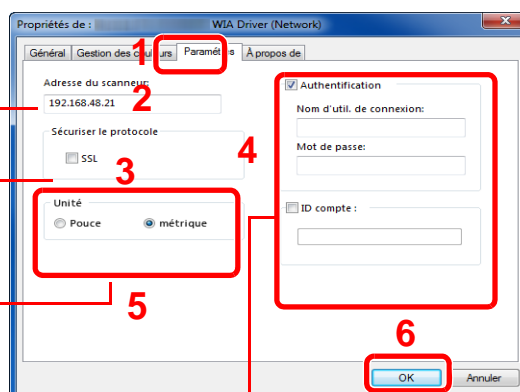 Propriétés de : WIA Driver (Network)
Général Gestion des couleurs Paramètres À propos de
1
Adresse du scanneur:
192.168.48.21
2
Sécuriser le protocole
SSL
3
Unité
Pouce métrique
5
4
Authentification
Nom d'util. de connexion:
Mot de passe:
ID compte :
6
OK Annuler